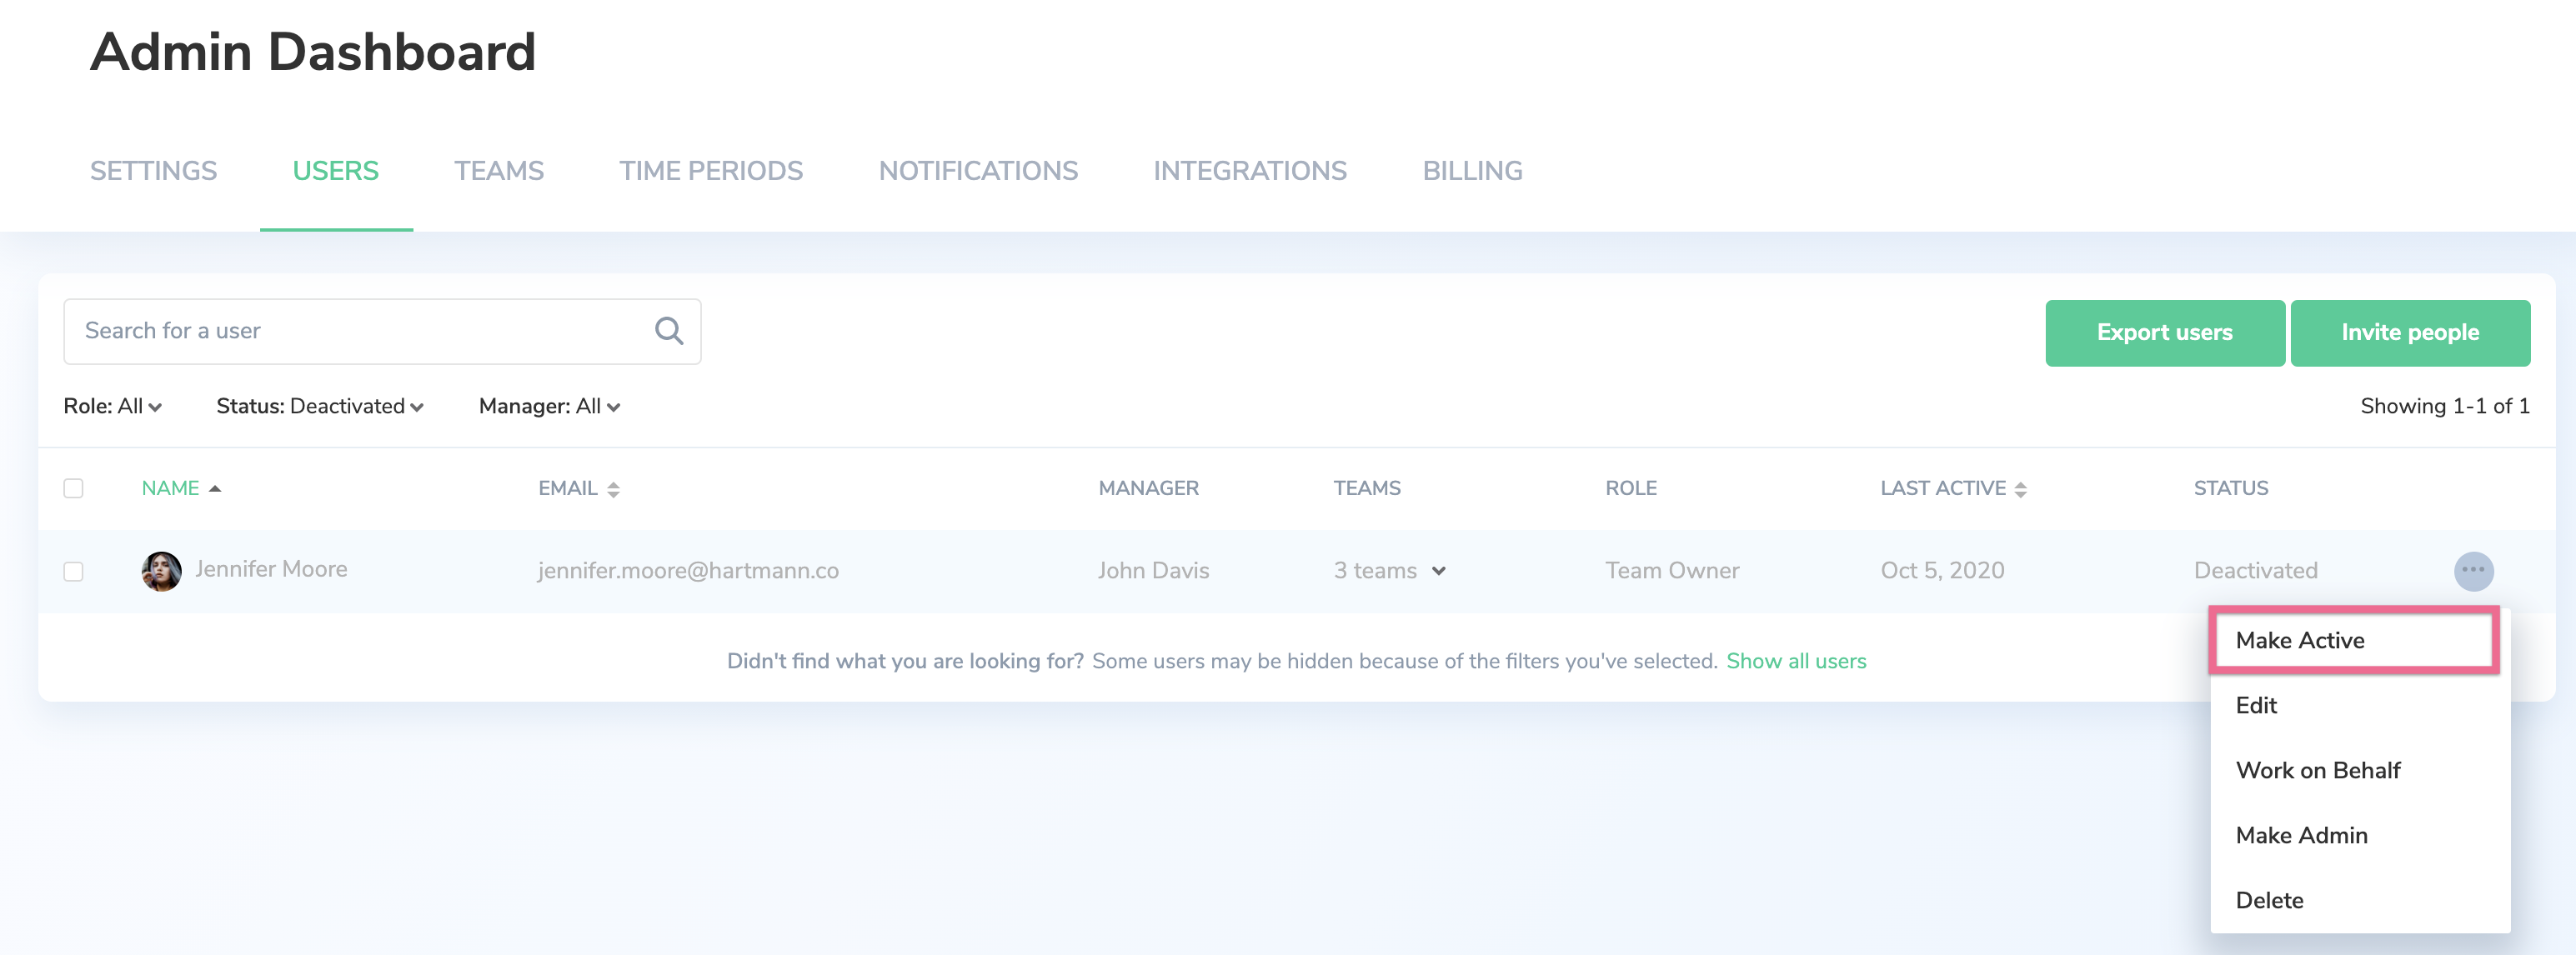 Admin Dashboard
SETTINGS USERS TEAMS TIME PERIODS NOTIFICATIONS INTEGRATIONS BILLING
Search for a user Export users Invite people
Role: All Status: Deactivated Manager: All Showing 1-1 of 1
NAME EMAIL MANAGER TEAMS ROLE LAST ACTIVE STATUS
Jennifer Moore jennifer.moore@hartmann.co John Davis 3 teams Team Owner Oct 5, 2020 Deactivated
Didn't find what you are looking for? Some users may be hidden because of the filters you've selected. Show all users
Make Active
Edit
Work on Behalf
Make Admin
Delete